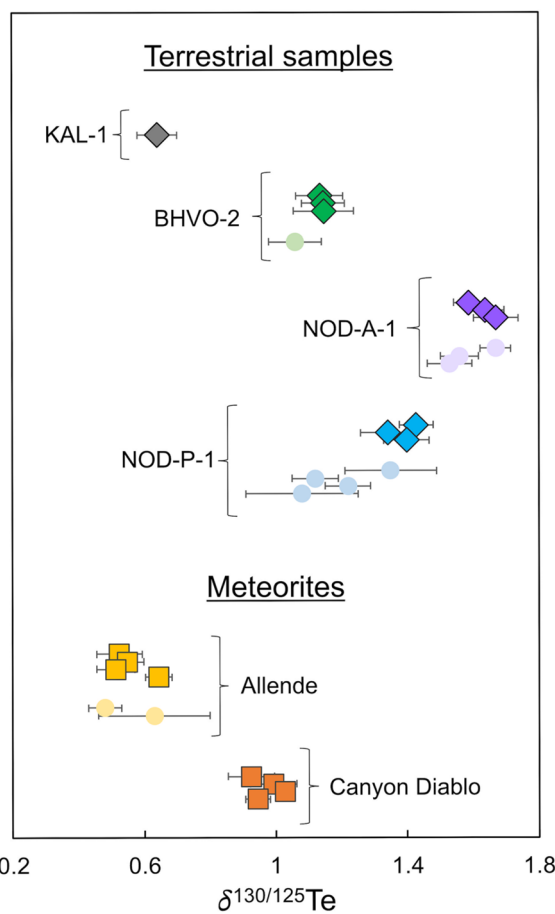 Terrestrial samples
KAL-1
BHVO-2
NOD-A-1
NOD-P-1
Meteorites
Allende
Canyon Diablo
0.2 0.6 1 1.4 1.8
δ¹³⁰/¹²⁵Te